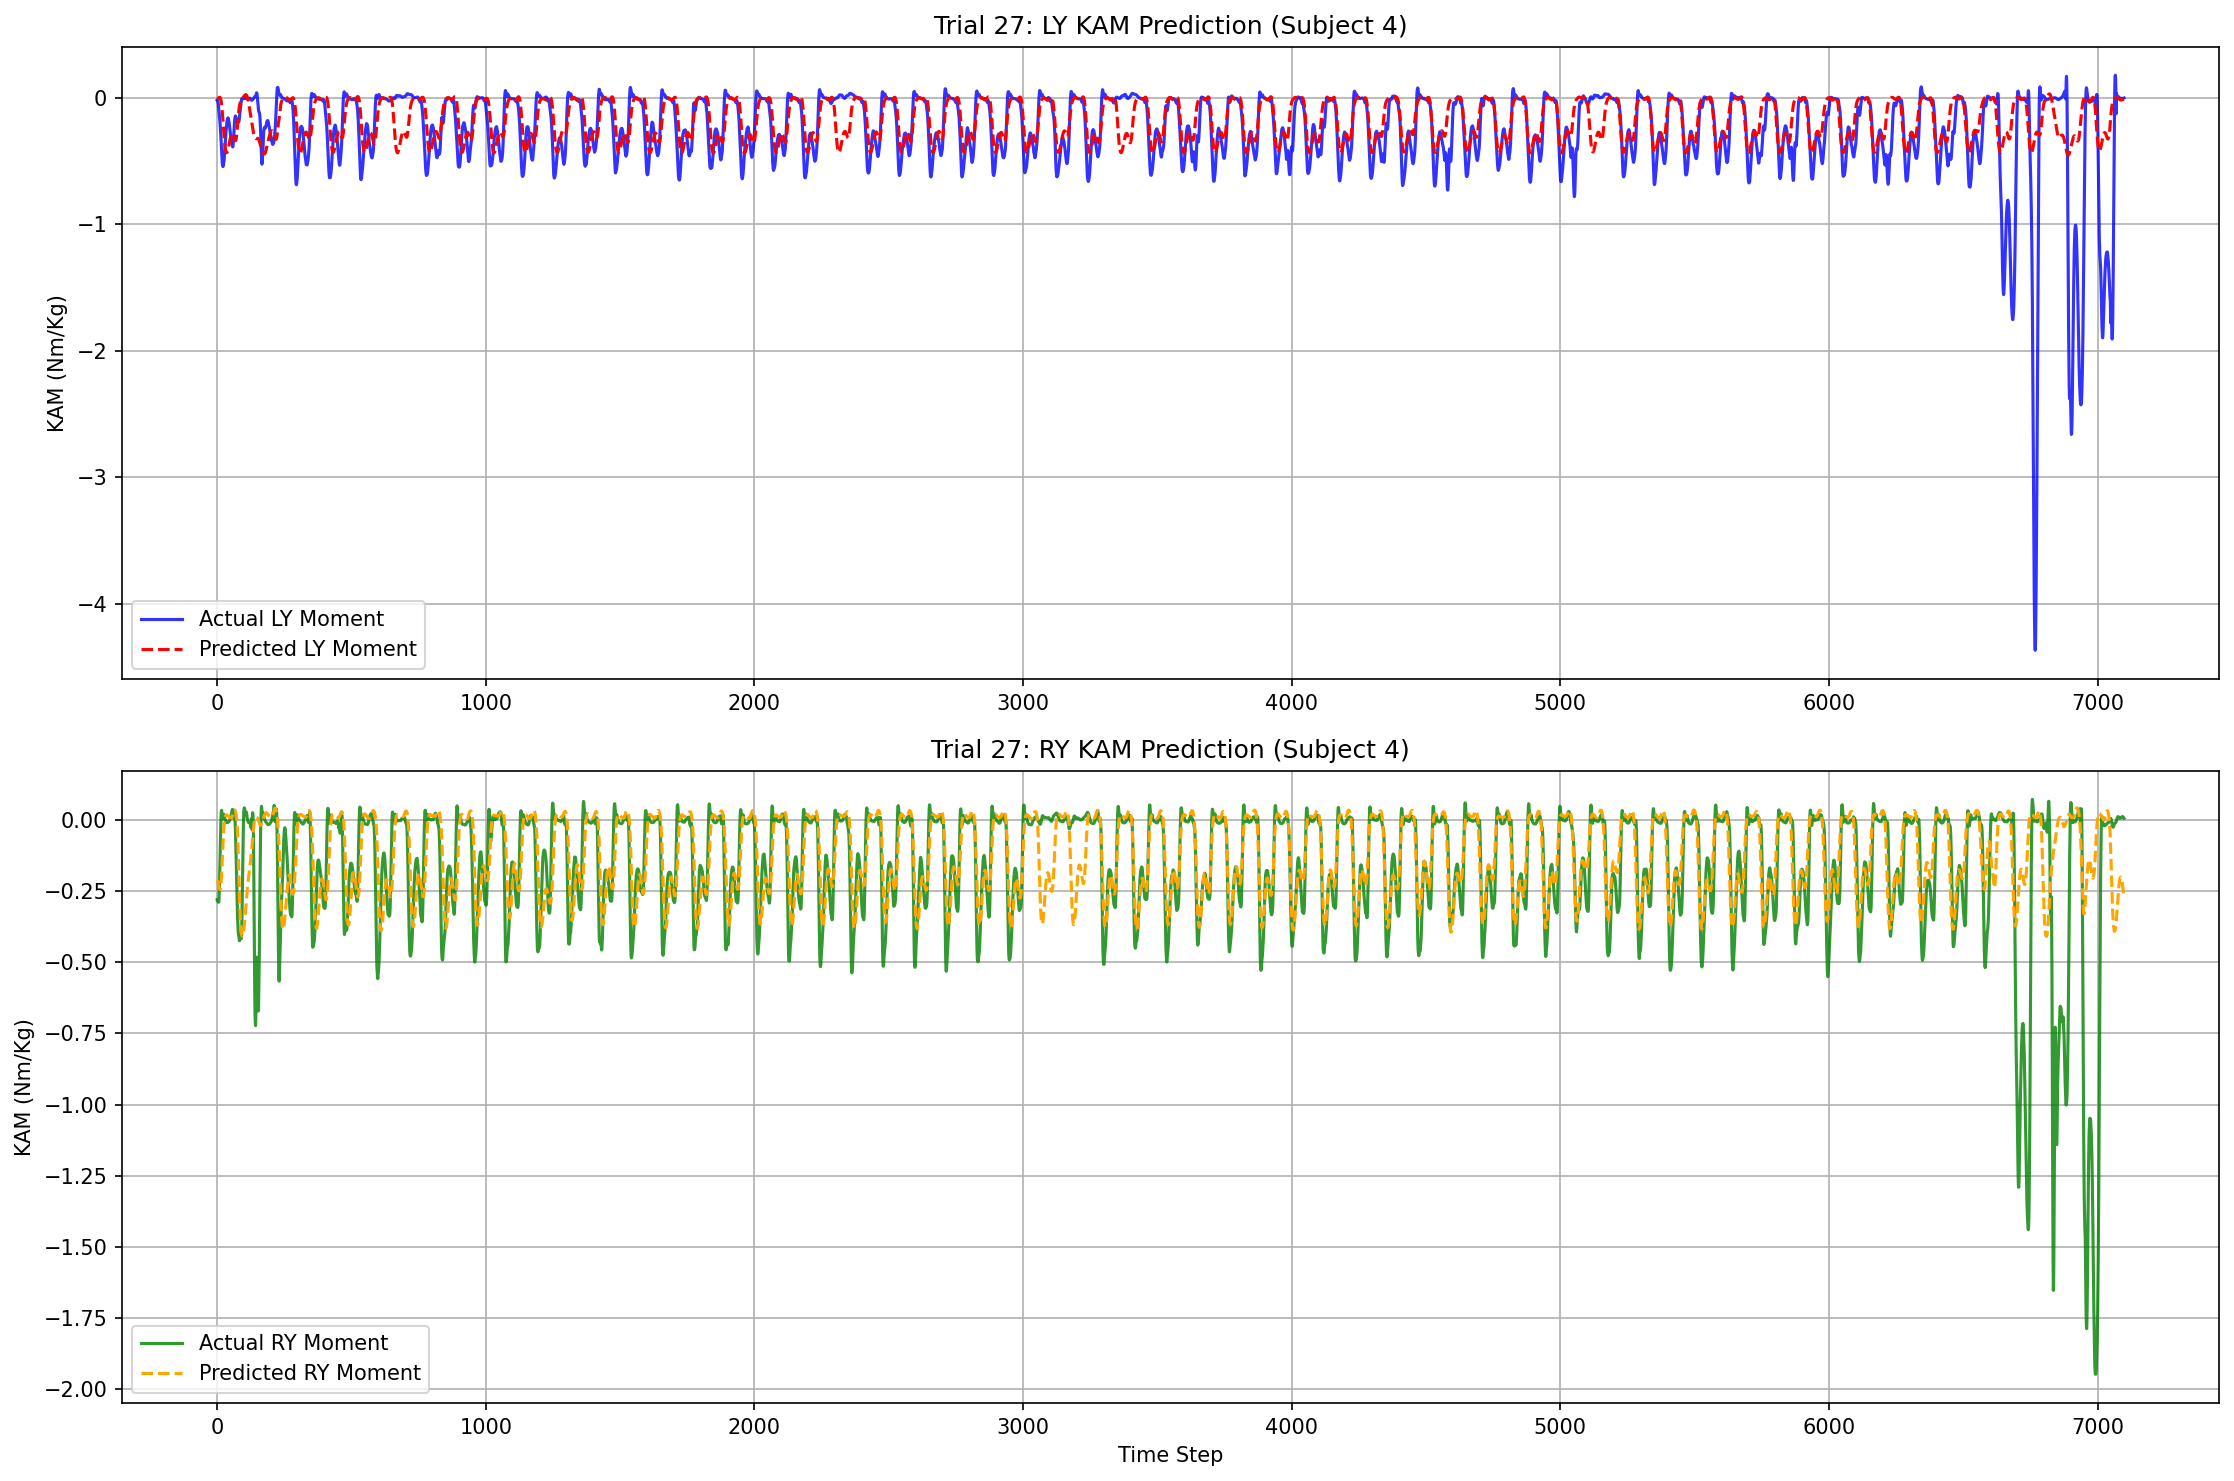 Trial 27: LY KAM Prediction (Subject 4)
KAM (Nm/Kg)
0
−1
−2
−3
−4
Actual LY Moment
Predicted LY Moment
0 1000 2000 3000 4000 5000 6000 7000
Trial 27: RY KAM Prediction (Subject 4)
KAM (Nm/Kg)
0.00
−0.25
−0.50
−0.75
−1.00
−1.25
−1.50
−1.75
−2.00
Actual RY Moment
Predicted RY Moment
0 1000 2000 3000 4000 5000 6000 7000
Time Step